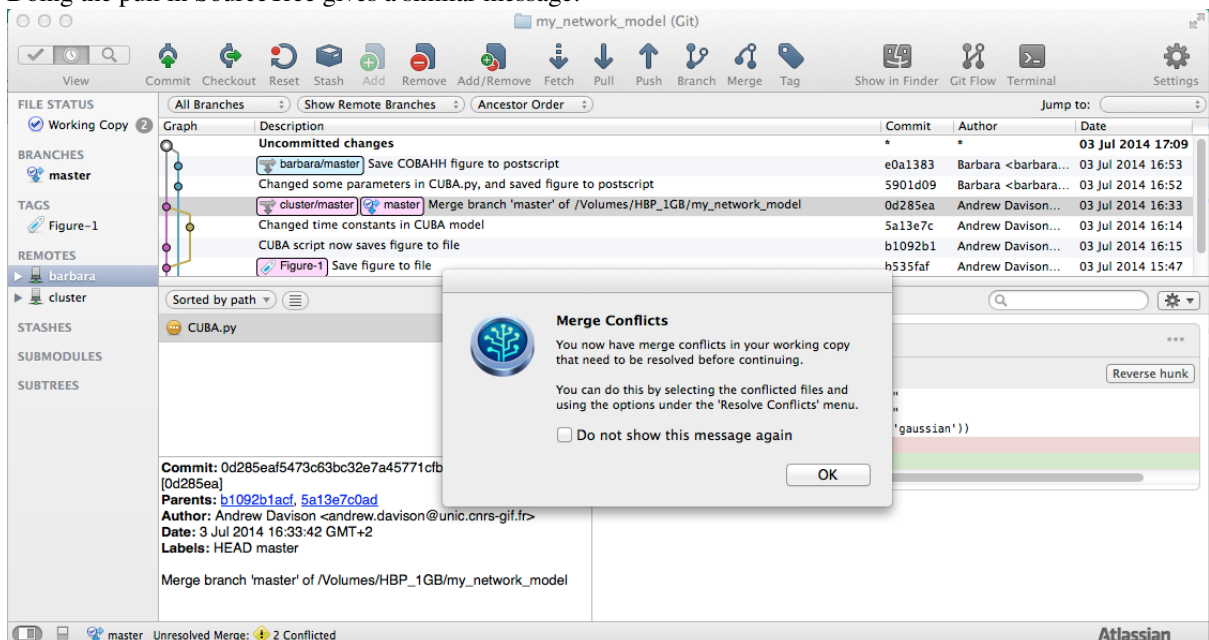 Doing the pull in SourceTree gives a similar message:
my_network_model (Git)
View Commit Checkout Reset Stash Add Remove Add/Remove Fetch Pull Push Branch Merge Tag Show in Finder Git Flow Terminal Settings
All Branches Show Remote Branches Ancestor Order Jump to:
FILE STATUS
Working Copy 2
BRANCHES
master
TAGS
Figure-1
REMOTES
barbara
cluster
STASHES
SUBMODULES
SUBTREES
Graph Description Commit Author Date
Uncommitted changes * * 03 Jul 2014 17:09
barbara/master Save COBAHH figure to postscript e0a1383 Barbara <barbara... 03 Jul 2014 16:53
Changed some parameters in CUBA.py, and saved figure to postscript 5901d09 Barbara <barbara... 03 Jul 2014 16:52
cluster/master master Merge branch 'master' of /Volumes/HBP_1GB/my_network_model 0d285ea Andrew Davison... 03 Jul 2014 16:33
Changed time constants in CUBA model 5a13e7c Andrew Davison... 03 Jul 2014 16:14
CUBA script now saves figure to file b1092b1 Andrew Davison... 03 Jul 2014 16:15
Figure-1 Save figure to file b535faf Andrew Davison... 03 Jul 2014 15:47
Sorted by path
CUBA.py
Merge Conflicts
You now have merge conflicts in your working copy
that need to be resolved before continuing.
You can do this by selecting the conflicted files and
using the options under the 'Resolve Conflicts' menu.
Do not show this message again
OK
Reverse hunk
"
"
'gaussian'))
Commit: 0d285eaf5473c63bc32e7a45771cfb
[0d285ea]
Parents: b1092b1acf, 5a13e7c0ad
Author: Andrew Davison <andrew.davison@unic.cnrs-gif.fr>
Date: 3 Jul 2014 16:33:42 GMT+2
Labels: HEAD master
Merge branch 'master' of /Volumes/HBP_1GB/my_network_model
master Unresolved Merge: 2 Conflicted
Atlassian